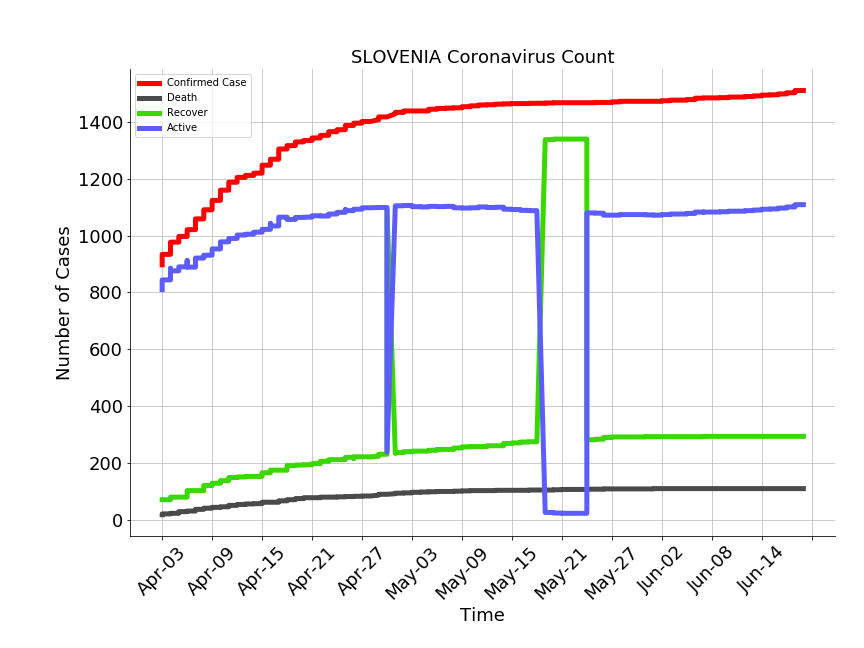 SLOVENIA Coronavirus Count
Confirmed Case
Death
Recover
Active
Number of Cases
1400
1200
1000
800
600
400
200
0
Apr-03
Apr-09
Apr-15
Apr-21
Apr-27
May-03
May-09
May-15
May-21
May-27
Jun-02
Jun-08
Jun-14
Time